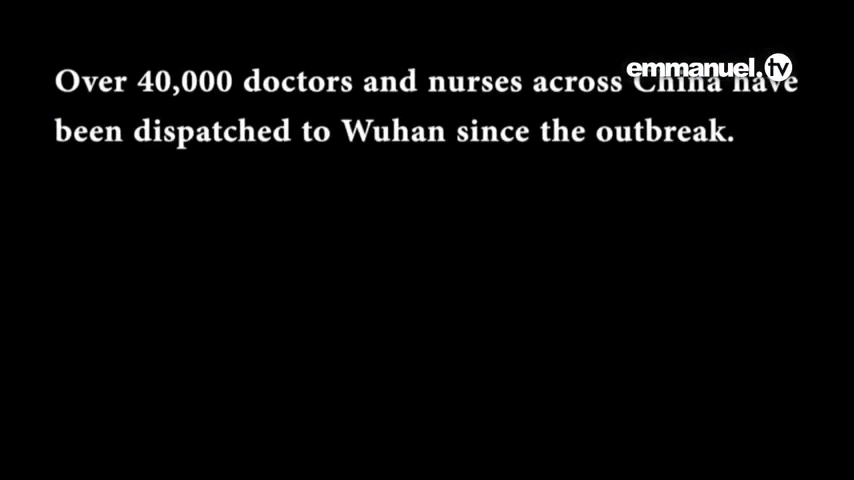 emmanuel.tv
Over 40,000 doctors and nurses across China have
been dispatched to Wuhan since the outbreak.